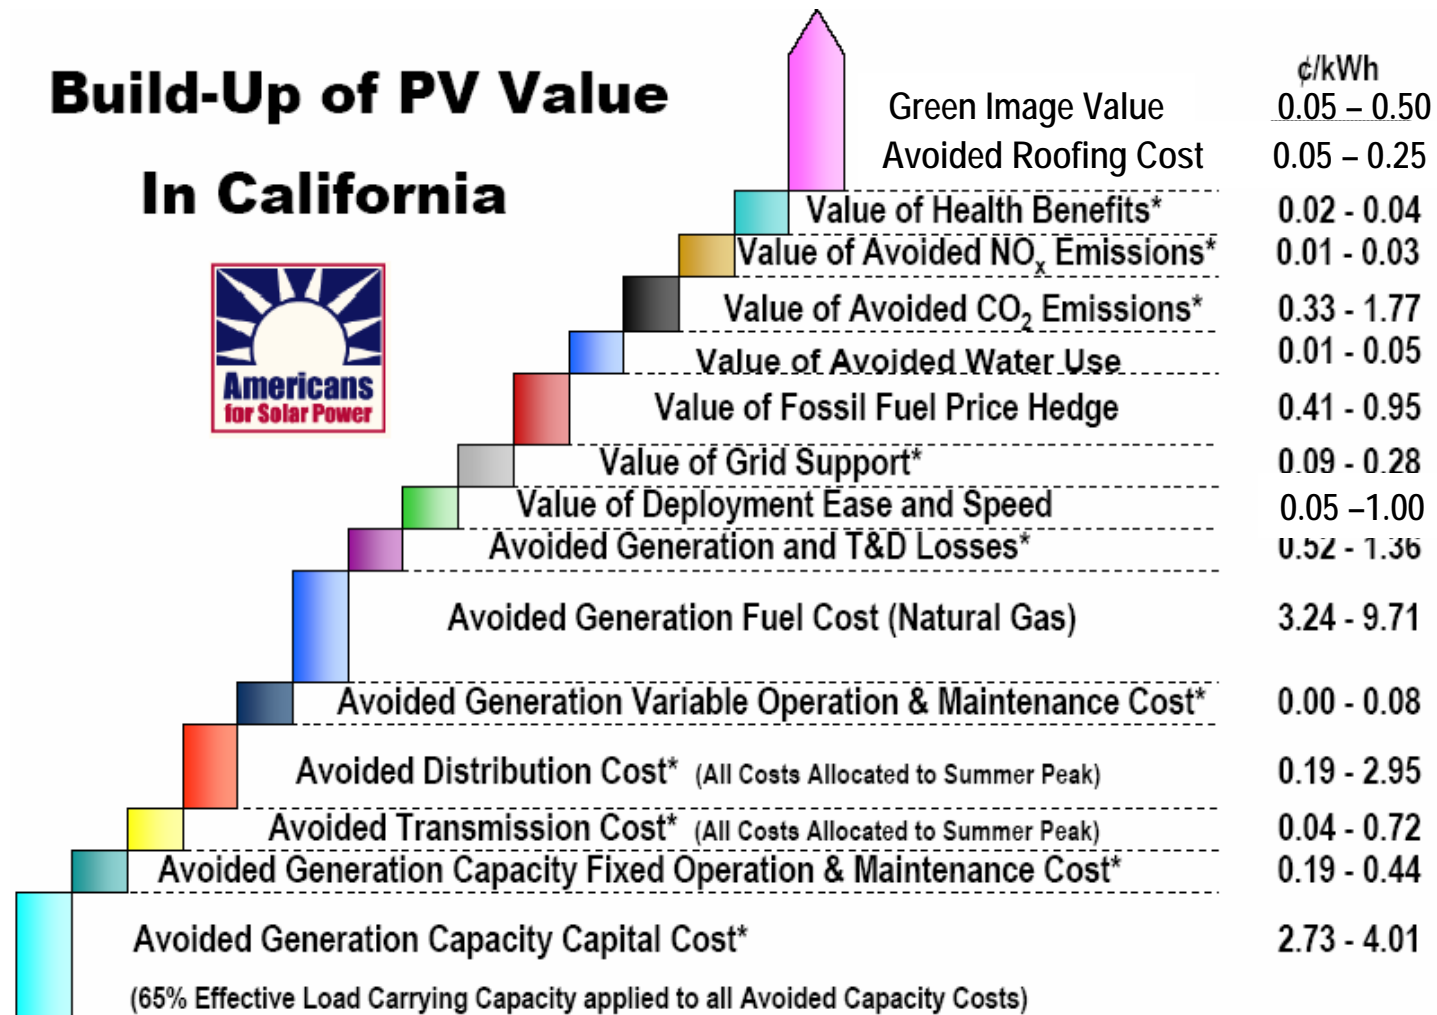 Build-Up of PV Value
In California
Americans
for Solar Power
¢/kWh
Green Image Value 0.05 – 0.50
Avoided Roofing Cost 0.05 – 0.25
Value of Health Benefits* 0.02 - 0.04
Value of Avoided NOx Emissions* 0.01 - 0.03
Value of Avoided CO2 Emissions* 0.33 - 1.77
Value of Avoided Water Use 0.01 - 0.05
Value of Fossil Fuel Price Hedge 0.41 - 0.95
Value of Grid Support* 0.09 - 0.28
Value of Deployment Ease and Speed 0.05 –1.00
Avoided Generation and T&D Losses* 0.52 - 1.36
Avoided Generation Fuel Cost (Natural Gas) 3.24 - 9.71
Avoided Generation Variable Operation & Maintenance Cost* 0.00 - 0.08
Avoided Distribution Cost* (All Costs Allocated to Summer Peak) 0.19 - 2.95
Avoided Transmission Cost* (All Costs Allocated to Summer Peak) 0.04 - 0.72
Avoided Generation Capacity Fixed Operation & Maintenance Cost* 0.19 - 0.44
Avoided Generation Capacity Capital Cost* 2.73 - 4.01
(65% Effective Load Carrying Capacity applied to all Avoided Capacity Costs)